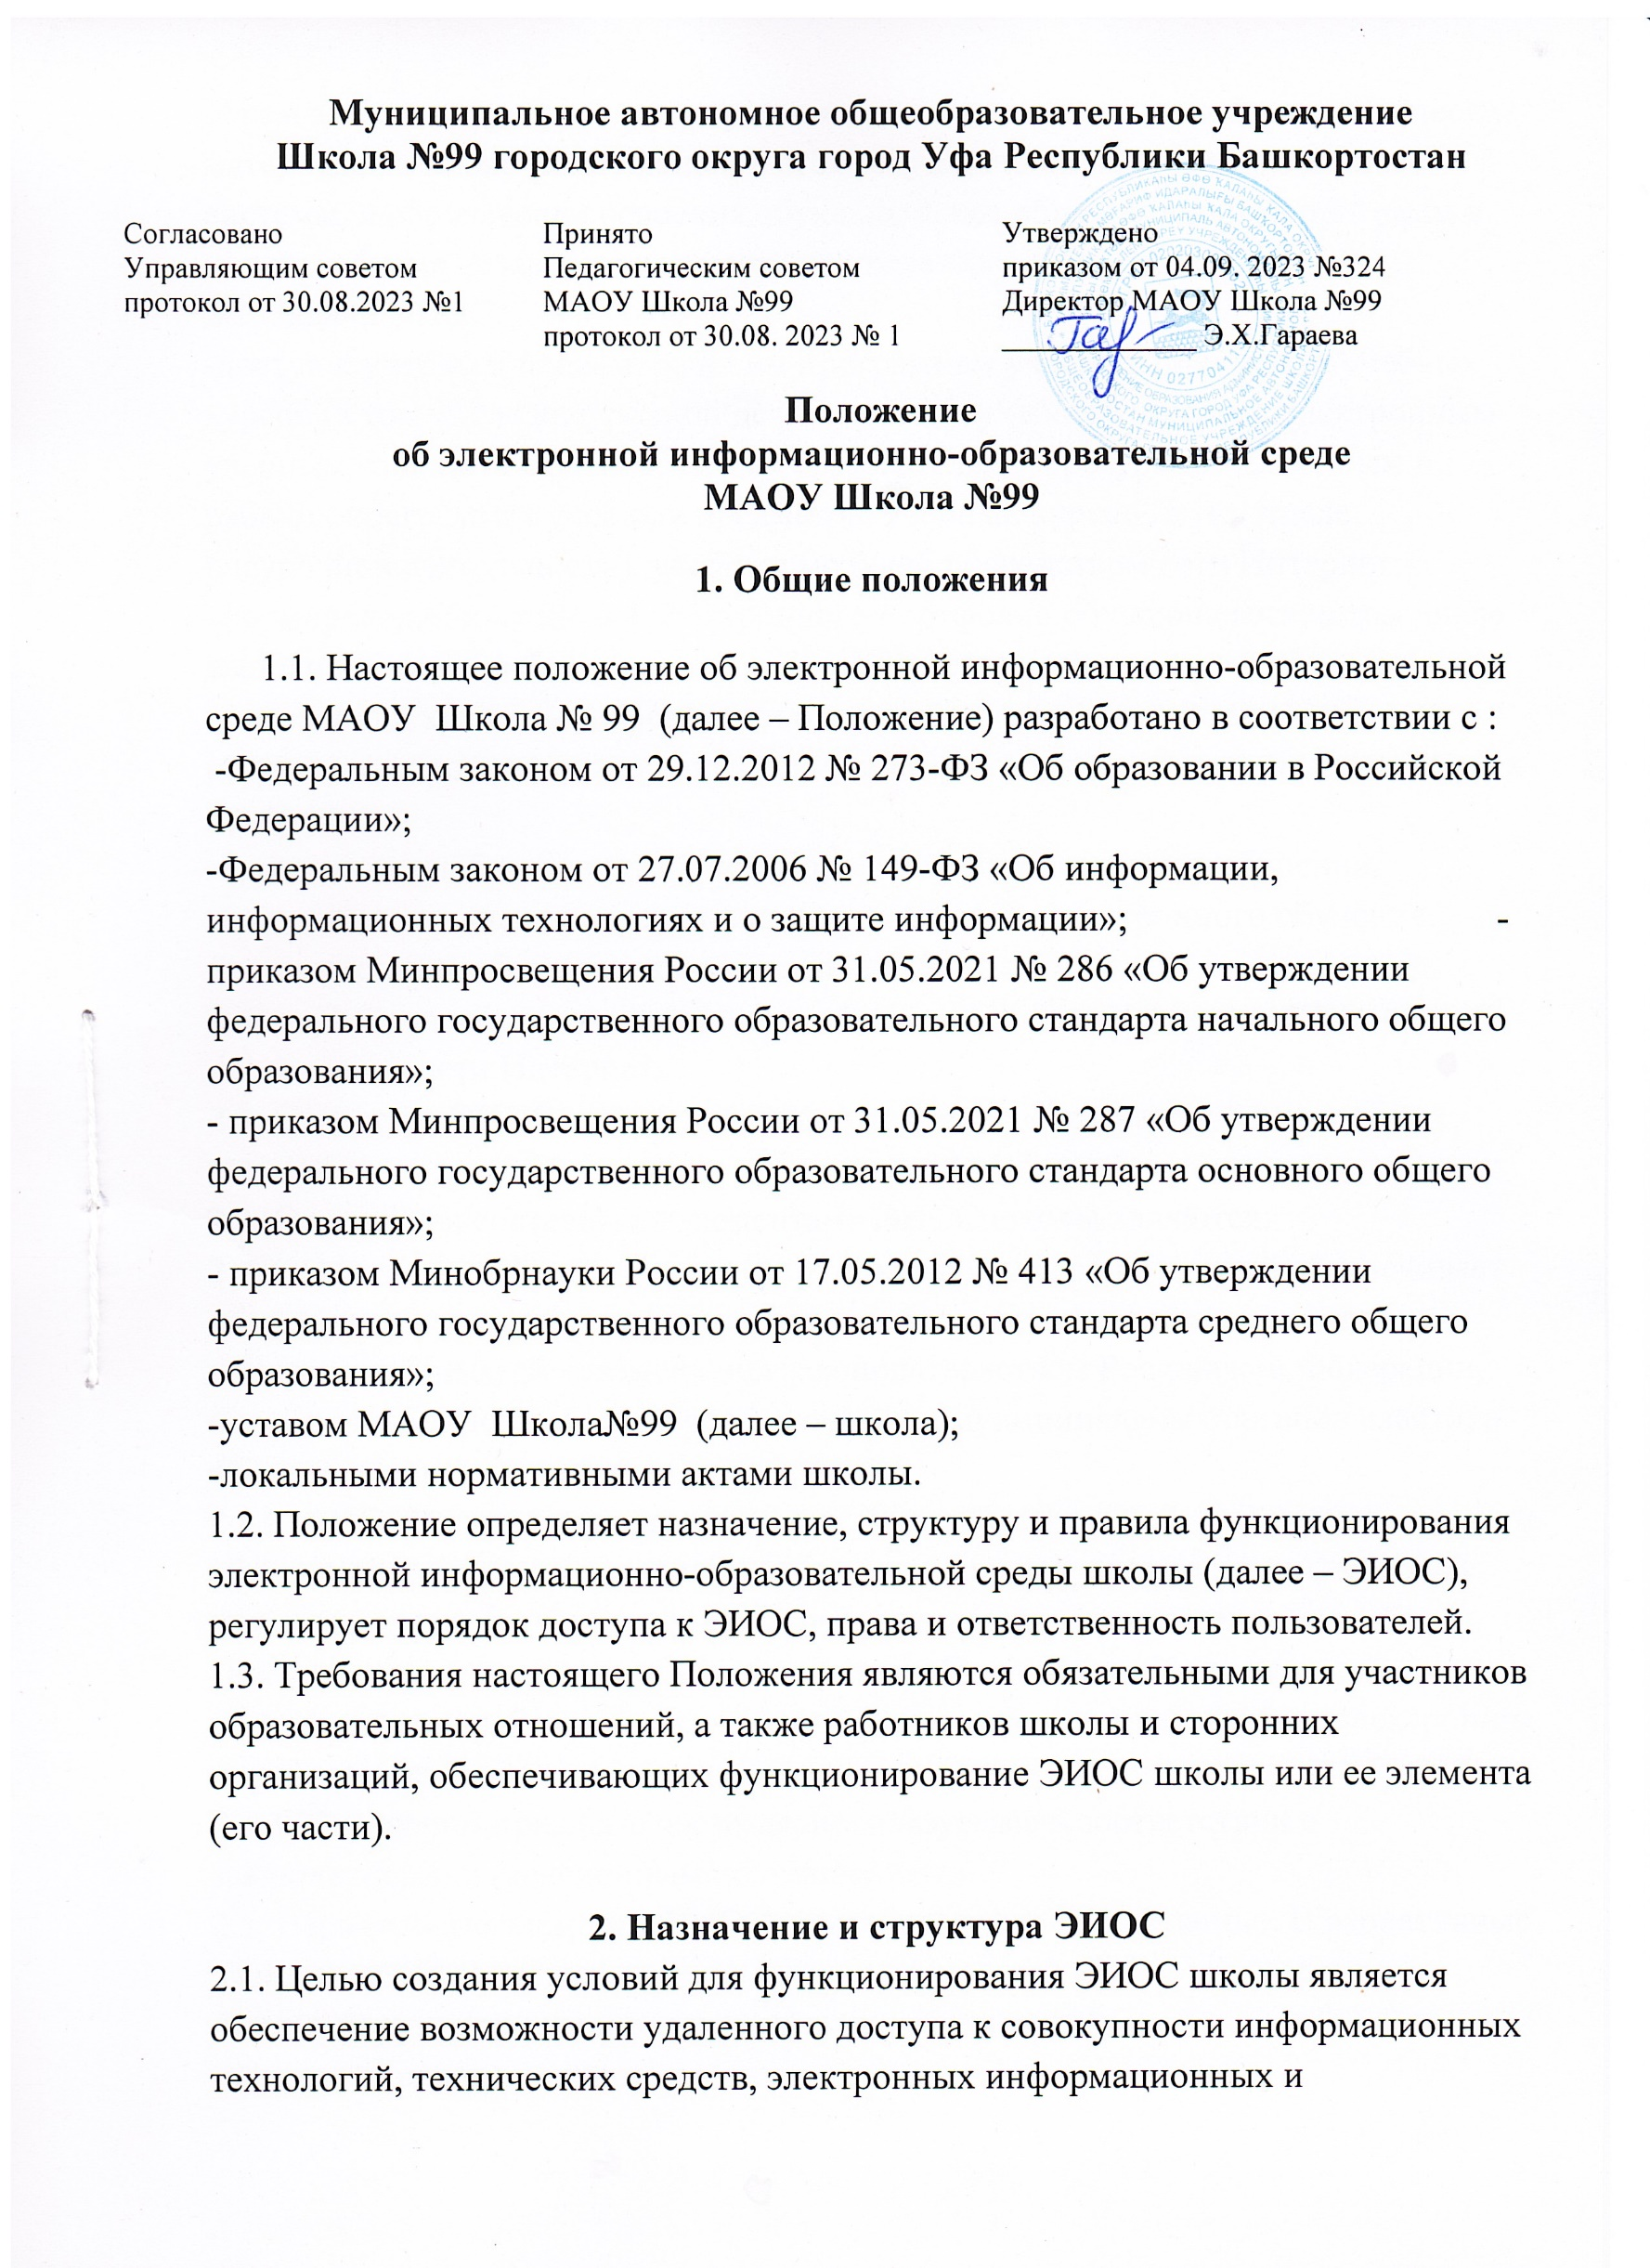 Муниципальное автономное общеобразовательное учреждение
Школа №99 городского округа город Уфа Республики Башкортостан
Согласовано
Управляющим советом
протокол от 30.08.2023 №1
Принято
Педагогическим советом
МАОУ Школа №99
протокол от 30.08. 2023 № 1
Утверждено
приказом от 04.09. 2023 №324
Директор МАОУ Школа №99
Э.Х.Гараева
Положение
об электронной информационно-образовательной среде
МАОУ Школа №99
1. Общие положения
1.1. Настоящее положение об электронной информационно-образовательной
среде МАОУ Школа № 99 (далее – Положение) разработано в соответствии с :
-Федеральным законом от 29.12.2012 № 273-ФЗ «Об образовании в Российской
Федерации»;
-Федеральным законом от 27.07.2006 № 149-ФЗ «Об информации,
информационных технологиях и о защите информации»; -
приказом Минпросвещения России от 31.05.2021 № 286 «Об утверждении
федерального государственного образовательного стандарта начального общего
образования»;
- приказом Минпросвещения России от 31.05.2021 № 287 «Об утверждении
федерального государственного образовательного стандарта основного общего
образования»;
- приказом Минобрнауки России от 17.05.2012 № 413 «Об утверждении
федерального государственного образовательного стандарта среднего общего
образования»;
-уставом МАОУ Школа№99 (далее – школа);
-локальными нормативными актами школы.
1.2. Положение определяет назначение, структуру и правила функционирования
электронной информационно-образовательной среды школы (далее – ЭИОС),
регулирует порядок доступа к ЭИОС, права и ответственность пользователей.
1.3. Требования настоящего Положения являются обязательными для участников
образовательных отношений, а также работников школы и сторонних
организаций, обеспечивающих функционирование ЭИОС школы или ее элемента
(его части).
2. Назначение и структура ЭИОС
2.1. Целью создания условий для функционирования ЭИОС школы является
обеспечение возможности удаленного доступа к совокупности информационных
технологий, технических средств, электронных информационных и